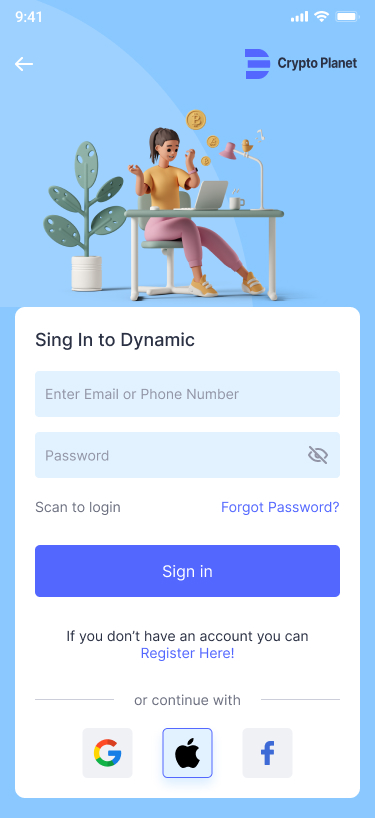 9:41
Crypto Planet
Sing In to Dynamic
Enter Email or Phone Number
Password
Scan to login
Forgot Password?
Sign in
If you don’t have an account you can
Register Here!
or continue with